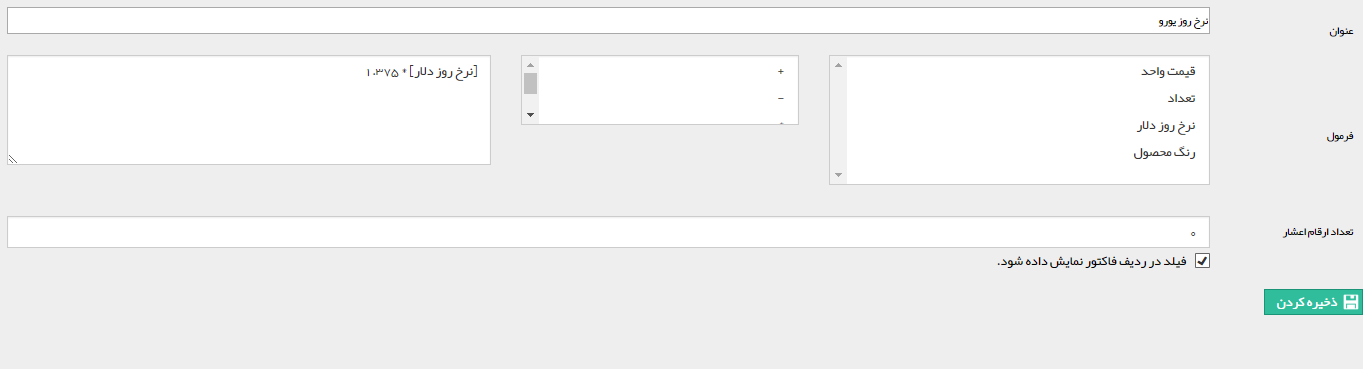 عنوان
نرخ روز یورو
فرمول
قیمت واحد
تعداد
نرخ روز دلار
رنگ محصول
+
-
[نرخ روز دلار] * ۱.۳۷۵
تعداد ارقام اعشار
۰
فیلد در ردیف فاکتور نمایش داده شود.
ذخیره کردن